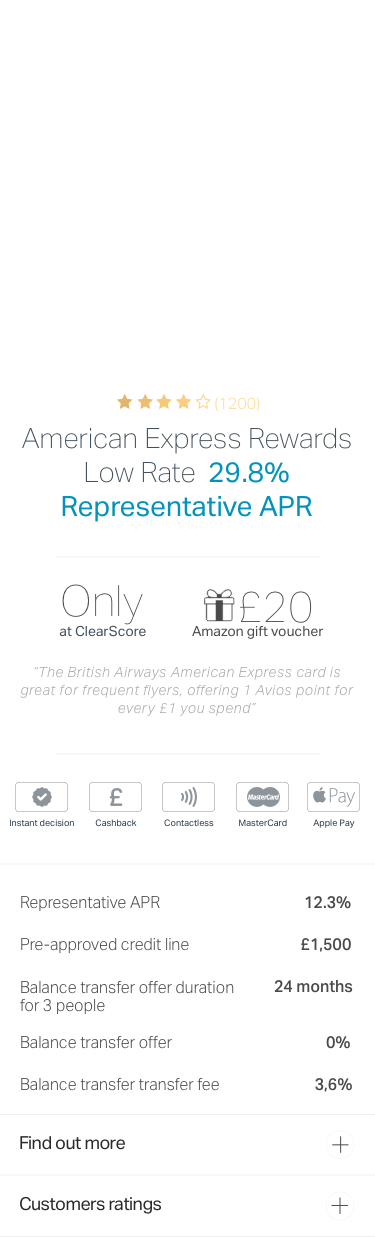 (1200)
American Express Rewards
Low Rate 29.8%
Representative APR
Only
at ClearScore
£20
Amazon gift voucher
“The British Airways American Express card is
great for frequent flyers, offering 1 Avios point for
every £1 you spend”
£
MasterCard
Pay
Instant decision
Cashback
Contactless
MasterCard
Apple Pay
Representative APR 12.3%
Pre-approved credit line £1,500
Balance transfer offer duration 24 months
for 3 people
Balance transfer offer 0%
Balance transfer transfer fee 3,6%
Find out more
Customers ratings